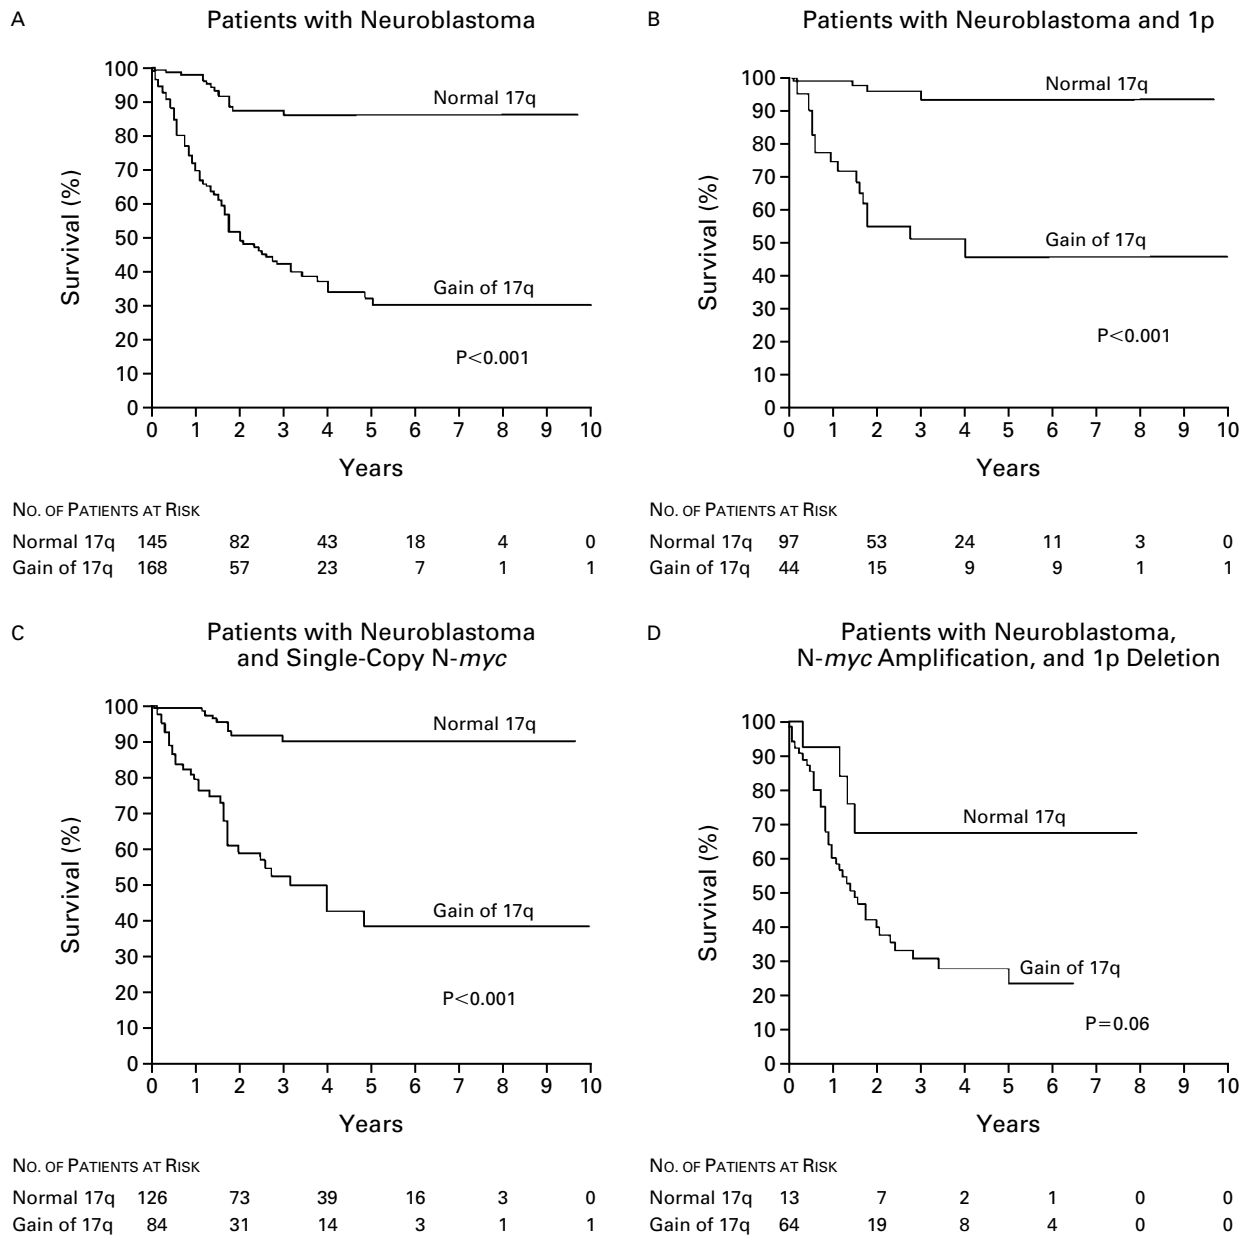 A
Patients with Neuroblastoma
100
90
80
70
60
50
40
30
20
10
0
Survival (%)
Normal 17q
Gain of 17q
P<0.001
0 1 2 3 4 5 6 7 8 9 10
Years
No. of Patients at Risk
Normal 17q 145 82 43 18 4 0
Gain of 17q 168 57 23 7 1 1
B
Patients with Neuroblastoma and 1p
100
90
80
70
60
50
40
30
20
10
0
Survival (%)
Normal 17q
Gain of 17q
P<0.001
0 1 2 3 4 5 6 7 8 9 10
Years
No. of Patients at Risk
Normal 17q 97 53 24 11 3 0
Gain of 17q 44 15 9 9 1 1
C
Patients with Neuroblastoma
and Single-Copy N-myc
100
90
80
70
60
50
40
30
20
10
0
Survival (%)
Normal 17q
Gain of 17q
P<0.001
0 1 2 3 4 5 6 7 8 9 10
Years
No. of Patients at Risk
Normal 17q 126 73 39 16 3 0
Gain of 17q 84 31 14 3 1 1
D
Patients with Neuroblastoma,
N-myc Amplification, and 1p Deletion
100
90
80
70
60
50
40
30
20
10
0
Survival (%)
Normal 17q
Gain of 17q
P=0.06
0 1 2 3 4 5 6 7 8 9 10
Years
No. of Patients at Risk
Normal 17q 13 7 2 1 0 0
Gain of 17q 64 19 8 4 0 0